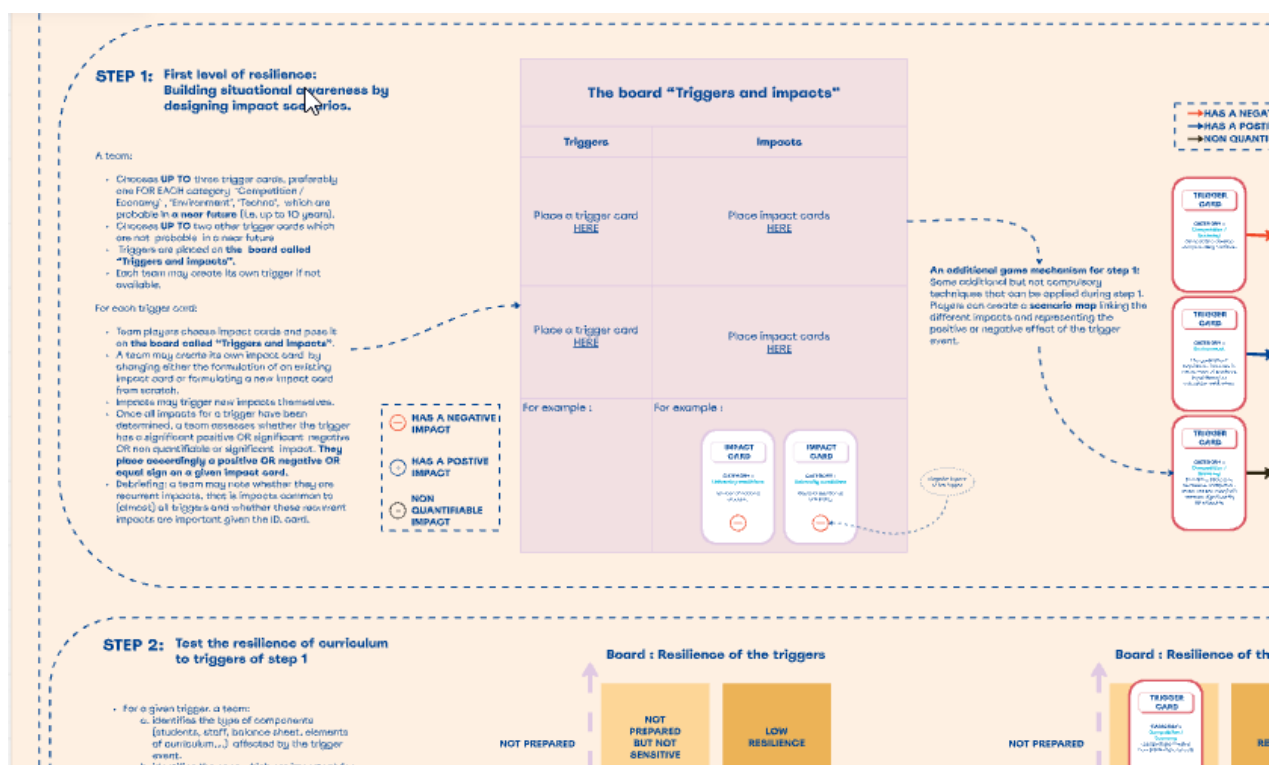 STEP 1:
First level of resilience:
Building situational awareness by
designing impact scenarios.
A team:
Chooses UP TO three trigger cards, preferably
one FOR EACH category "Competition /
Economy" , "Environment", "Techno", which are
probable in a near future (i.e. up to 10 years).
Chooses UP TO two other trigger cards which
are not probable in a near future
Triggers are placed on the board called
"Triggers and impacts".
Each team may create its own trigger if not
available.
For each trigger card:
Team players choose impact cards and pase it
on the board called "Triggers and impacts".
A team may create its own impact card by
changing either the formulation of an existing
impact card or formulating a new impact card
from scratch.
Impacts may trigger new impacts themselves.
Once all impacts for a trigger have been
determined, a team assesses whether the trigger
has a significant positive OR significant negative
OR non quantifiable or significant impact. They
place accordingly a positive OR negative OR
equal sign on a given impact card.
Debriefing: a team may note whether they are
recurrent impacts, that is impacts common to
(almost) all triggers and whether these recurrent
impacts are important given the ID. card.
HAS A NEGATIVE
IMPACT
HAS A POSTIVE
IMPACT
NON
QUANTIFIABLE
IMPACT
The board "Triggers and impacts"
Triggers
Impacts
Place a trigger card
HERE
Place impact cards
HERE
Place a trigger card
HERE
Place impact cards
HERE
For example :
For example :
IMPACT
CARD
IMPACT
CARD
An additional game mechanism for step 1:
Some additional but not compulsory
techniques that can be applied during step 1.
Players can create a scenario map linking the
different impacts and representing the
positive or negative effect of the trigger
event.
HAS A NEGA
HAS A POSTI
NON QUANTI
TRIGGER
CARD
TRIGGER
CARD
TRIGGER
CARD
STEP 2:
Test the resilience of curriculum
to triggers of step 1
For a given trigger, a team:
a. identifies the type of components
(students, staff, balance sheet, elements
of curriculum...) affected by the trigger
event.
Board : Resilience of the triggers
NOT PREPARED
NOT
PREPARED
BUT NOT
SENSITIVE
LOW
RESILIENCE
Board : Resilience of th
NOT PREPARED
TRIGGER
CARD
RE